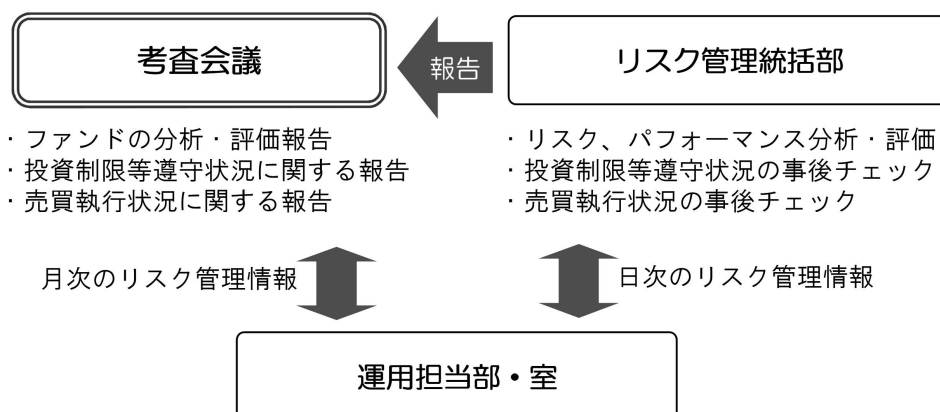 考査会議
報告
リスク管理統括部
・ファンドの分析・評価報告
・投資制限等遵守状況に関する報告
・売買執行状況に関する報告
・リスク、パフォーマンス分析・評価
・投資制限等遵守状況の事後チェック
・売買執行状況の事後チェック
月次のリスク管理情報
日次のリスク管理情報
運用担当部・室